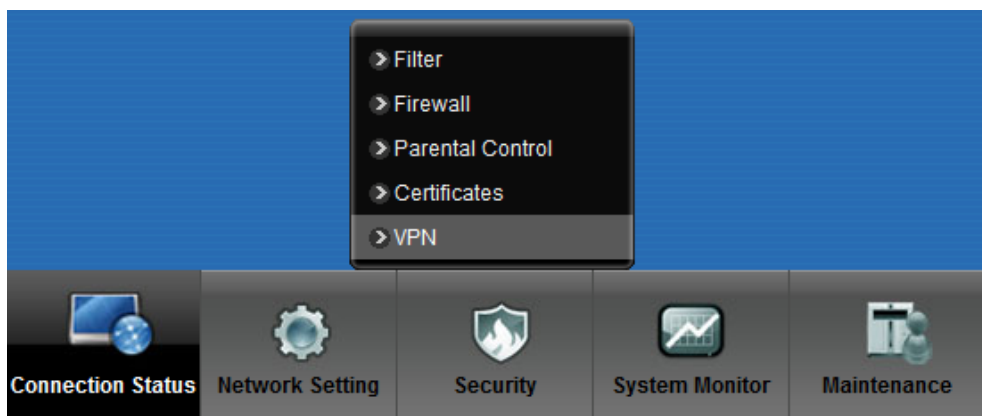 Filter
Firewall
Parental Control
Certificates
VPN
Connection Status
Network Setting
Security
System Monitor
Maintenance